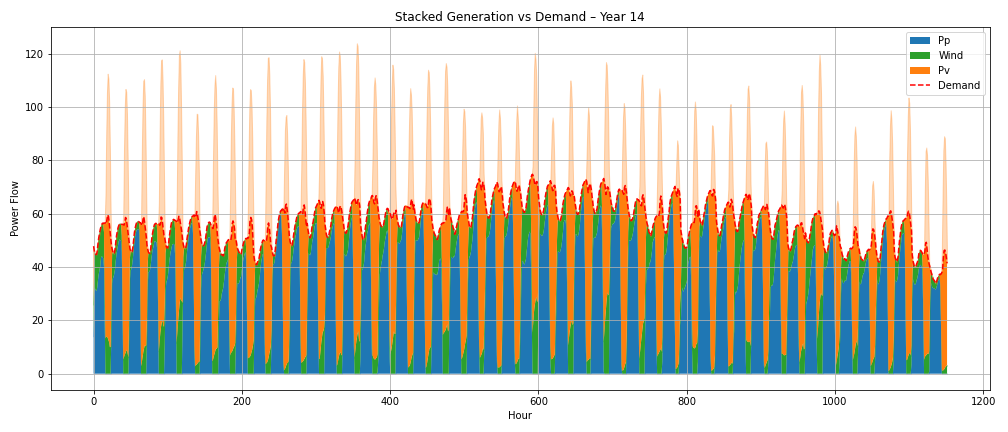 Stacked Generation vs Demand – Year 14
Pp
Wind
Pv
Demand
Power Flow
120
100
80
60
40
20
0
0 200 400 600 800 1000 1200
Hour